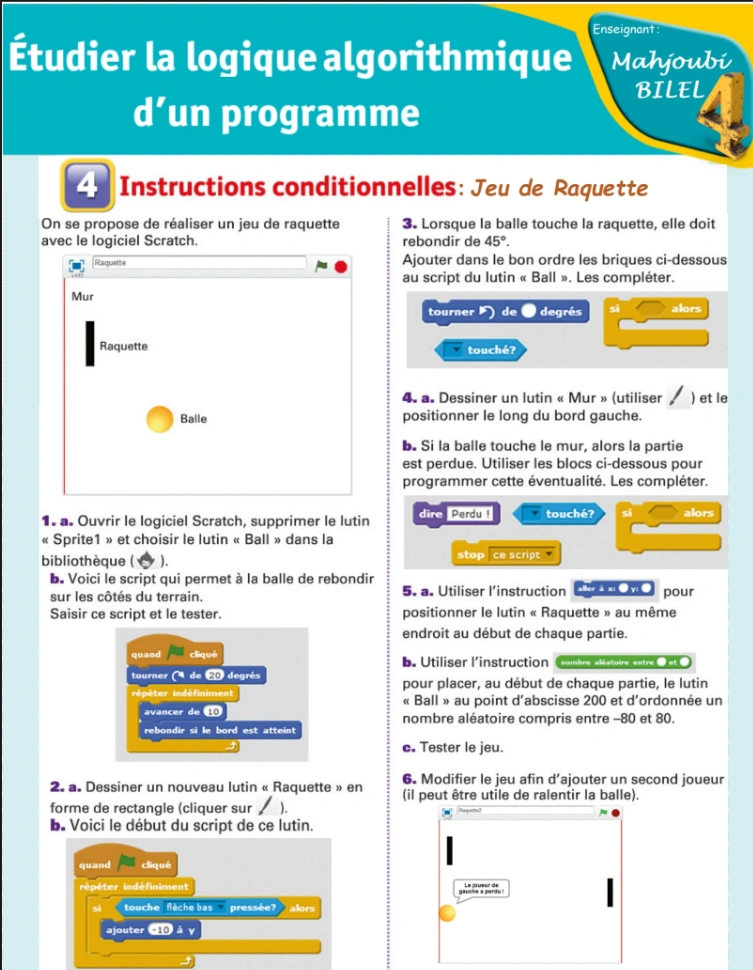 Étudier la logique algorithmique
d'un programme
Enseignant:
Mahjoubi
BILEL
4
4 Instructions conditionnelles: Jeu de Raquette
On se propose de réaliser un jeu de raquette
avec le logiciel Scratch.
Raquette
Mur
Raquette
Balle
1. a. Ouvrir le logiciel Scratch, supprimer le lutin
« Sprite1 » et choisir le lutin « Ball » dans la
bibliothèque ( ).
b. Voici le script qui permet à la balle de rebondir
sur les côtés du terrain.
Saisir ce script et le tester.
quand cliqué
tourner de 20 degrés
répéter indéfiniment
avancer de 10
rebondir si le bord est atteint
2. a. Dessiner un nouveau lutin « Raquette » en
forme de rectangle (cliquer sur ).
b. Voici le début du script de ce lutin.
quand cliqué
répéter indéfiniment
si touche flèche bas pressée? alors
ajouter -10 à y
3. Lorsque la balle touche la raquette, elle doit
rebondir de 45°.
Ajouter dans le bon ordre les briques ci-dessous
au script du lutin « Ball ». Les compléter.
tourner de degrés
si alors
touché?
4. a. Dessiner un lutin « Mur » (utiliser ) et le
positionner le long du bord gauche.
b. Si la balle touche le mur, alors la partie
est perdue. Utiliser les blocs ci-dessous pour
programmer cette éventualité. Les compléter.
dire Perdu ! touché? si alors
stop ce script
5. a. Utiliser l'instruction aller à x: y: pour
positionner le lutin « Raquette » au même
endroit au début de chaque partie.
b. Utiliser l'instruction nombre aléatoire entre et
pour placer, au début de chaque partie, le lutin
« Ball » au point d'abscisse 200 et d'ordonnée un
nombre aléatoire compris entre –80 et 80.
c. Tester le jeu.
6. Modifier le jeu afin d'ajouter un second joueur
(il peut être utile de ralentir la balle).
Raquette2
Le joueur de
gauche a perdu !